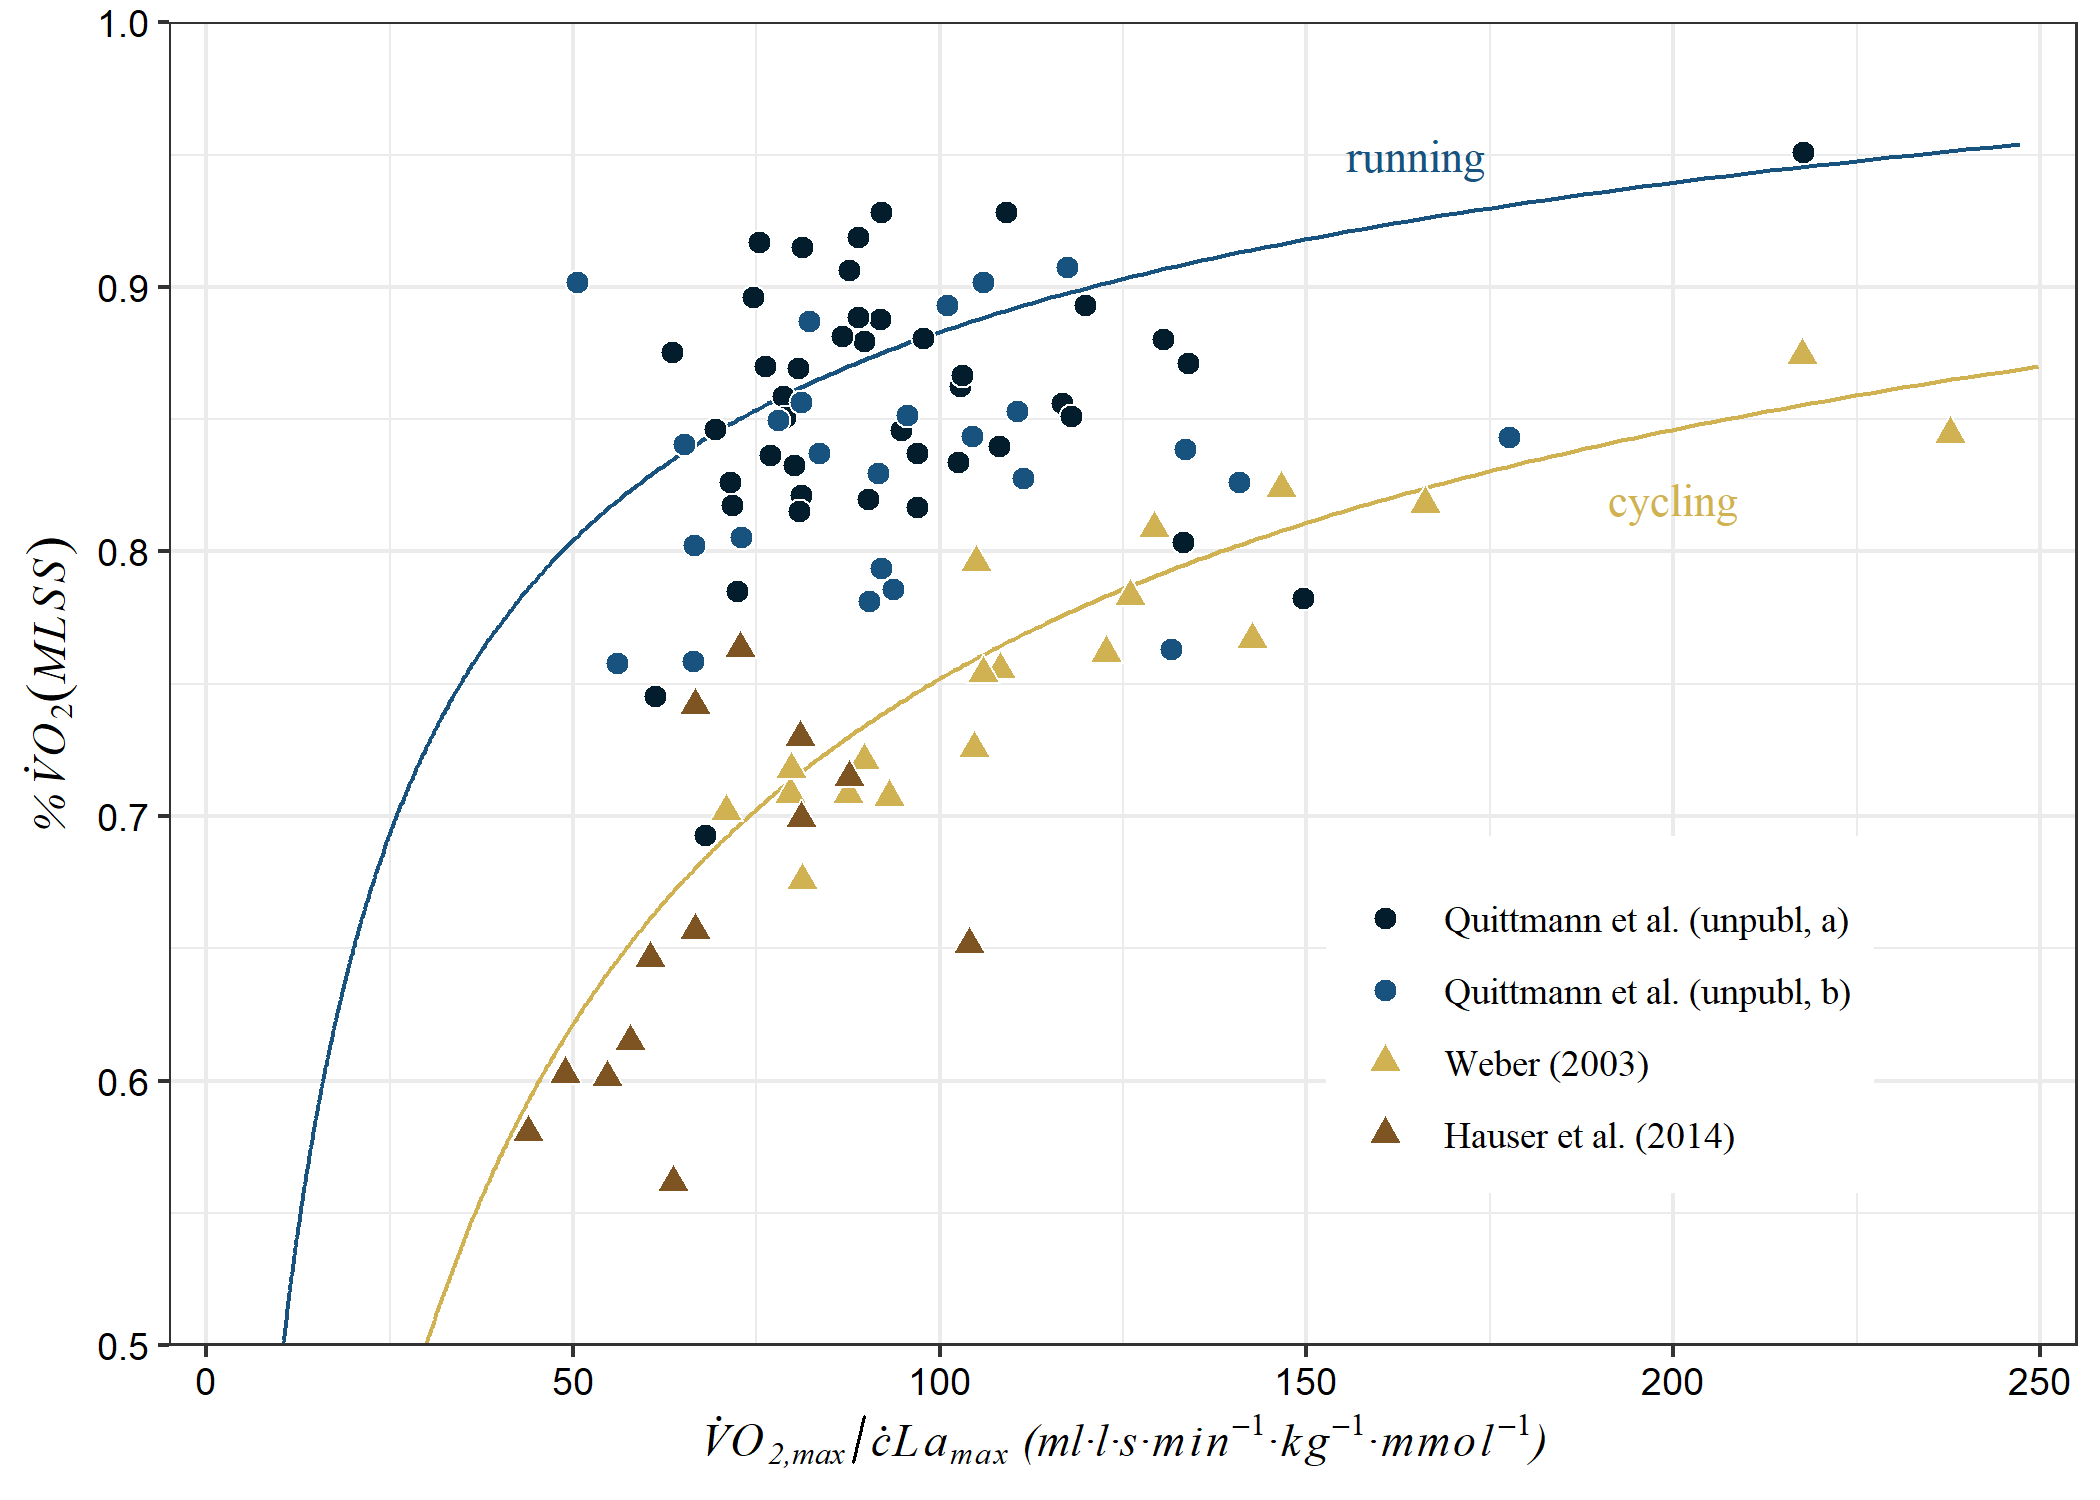 1.0
0.9
0.8
0.7
0.6
0.5
% V̇O₂(MLSS)
running
cycling
Quittmann et al. (unpubl, a)
Quittmann et al. (unpubl, b)
Weber (2003)
Hauser et al. (2014)
0 50 100 150 200 250
V̇O₂,max/ċLamax (ml·l·s·min⁻¹·kg⁻¹·mmol⁻¹)